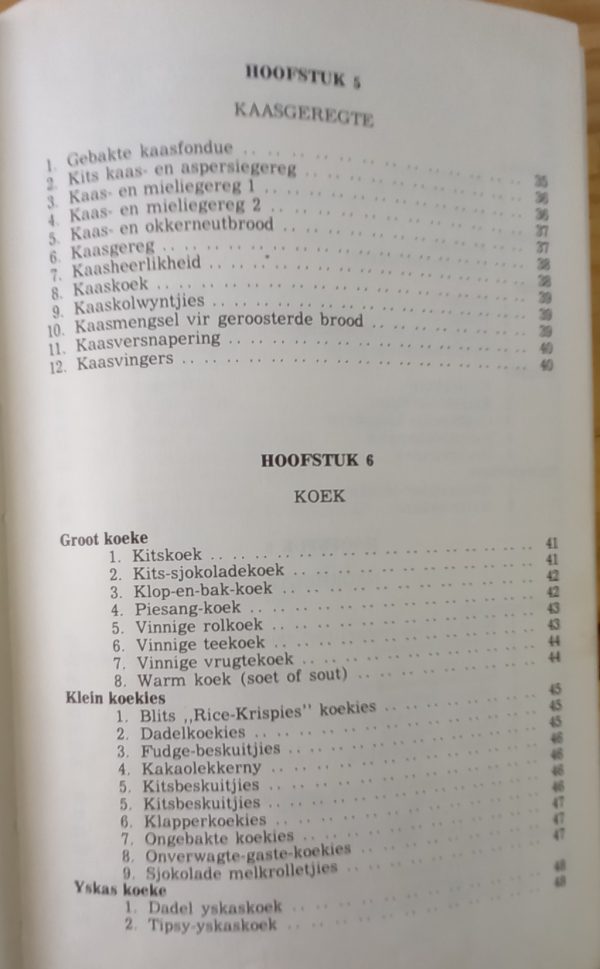 HOOFSTUK 5
KAASGEREGTE
1. Gebakte kaasfondue .. .. .. .. .. .. .. .. .. .. 35
2. Kits kaas- en aspersiegereg .. .. .. .. .. .. .. .. 36
3. Kaas- en mieliegereg 1 .. .. .. .. .. .. .. .. .. 36
4. Kaas- en mieliegereg 2 .. .. .. .. .. .. .. .. .. 37
5. Kaas- en okkerneutbrood .. .. .. .. .. .. .. .. .. 37
6. Kaasgereg .. .. .. .. .. .. .. .. .. .. .. .. 38
7. Kaasheerlikheid .. .. .. .. .. .. .. .. .. .. .. 38
8. Kaaskoek .. .. .. .. .. .. .. .. .. .. .. .. 39
9. Kaaskolwyntjies .. .. .. .. .. .. .. .. .. .. .. 39
10. Kaasmengsel vir geroosterde brood .. .. .. .. .. .. 39
11. Kaasversnapering .. .. .. .. .. .. .. .. .. .. 40
12. Kaasvingers .. .. .. .. .. .. .. .. .. .. .. .. 40
HOOFSTUK 6
KOEK
Groot koeke
1. Kitskoek .. .. .. .. .. .. .. .. .. .. .. 41
2. Kits-sjokoladekoek .. .. .. .. .. .. .. .. 41
3. Klop-en-bak-koek .. .. .. .. .. .. .. .. .. 42
4. Piesang-koek .. .. .. .. .. .. .. .. .. .. 42
5. Vinnige rolkoek .. .. .. .. .. .. .. .. .. 43
6. Vinnige teekoek .. .. .. .. .. .. .. .. .. 43
7. Vinnige vrugtekoek .. .. .. .. .. .. .. .. 44
8. Warm koek (soet of sout) .. .. .. .. .. .. 44
Klein koekies
1. Blits ,,Rice-Krispies" koekies .. .. .. .. .. 45
2. Dadelkoekies .. .. .. .. .. .. .. .. .. .. 45
3. Fudge-beskuitjies .. .. .. .. .. .. .. .. 45
4. Kakaolekkerny .. .. .. .. .. .. .. .. .. 46
5. Kitsbeskuitjies .. .. .. .. .. .. .. .. .. 46
5. Kitsbeskuitjies .. .. .. .. .. .. .. .. .. 46
6. Klapperkoekies .. .. .. .. .. .. .. .. .. 46
7. Ongebakte koekies .. .. .. .. .. .. .. .. 47
8. Onverwagte-gaste-koekies .. .. .. .. .. .. 47
9. Sjokolade melkrolletjies .. .. .. .. .. .. 47
Yskas koeke
1. Dadel yskaskoek .. .. .. .. .. .. .. .. 48
2. Tipsy-yskaskoek .. .. .. .. .. .. .. .. 48